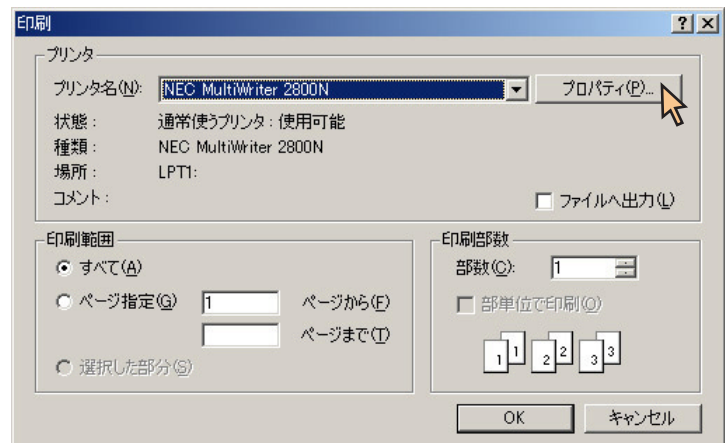 印刷
プリンタ
プリンタ名(N): NEC MultiWriter 2800N プロパティ(P)...
状態： 通常使うプリンタ : 使用可能
種類： NEC MultiWriter 2800N
場所： LPT1:
コメント： ファイルへ出力(L)
印刷範囲
すべて(A)
ページ指定(G) 1 ページから(F)
ページまで(T)
選択した部分(S)
印刷部数
部数(C): 1
部単位で印刷(O)
1 1 2 2 3 3
OK キャンセル